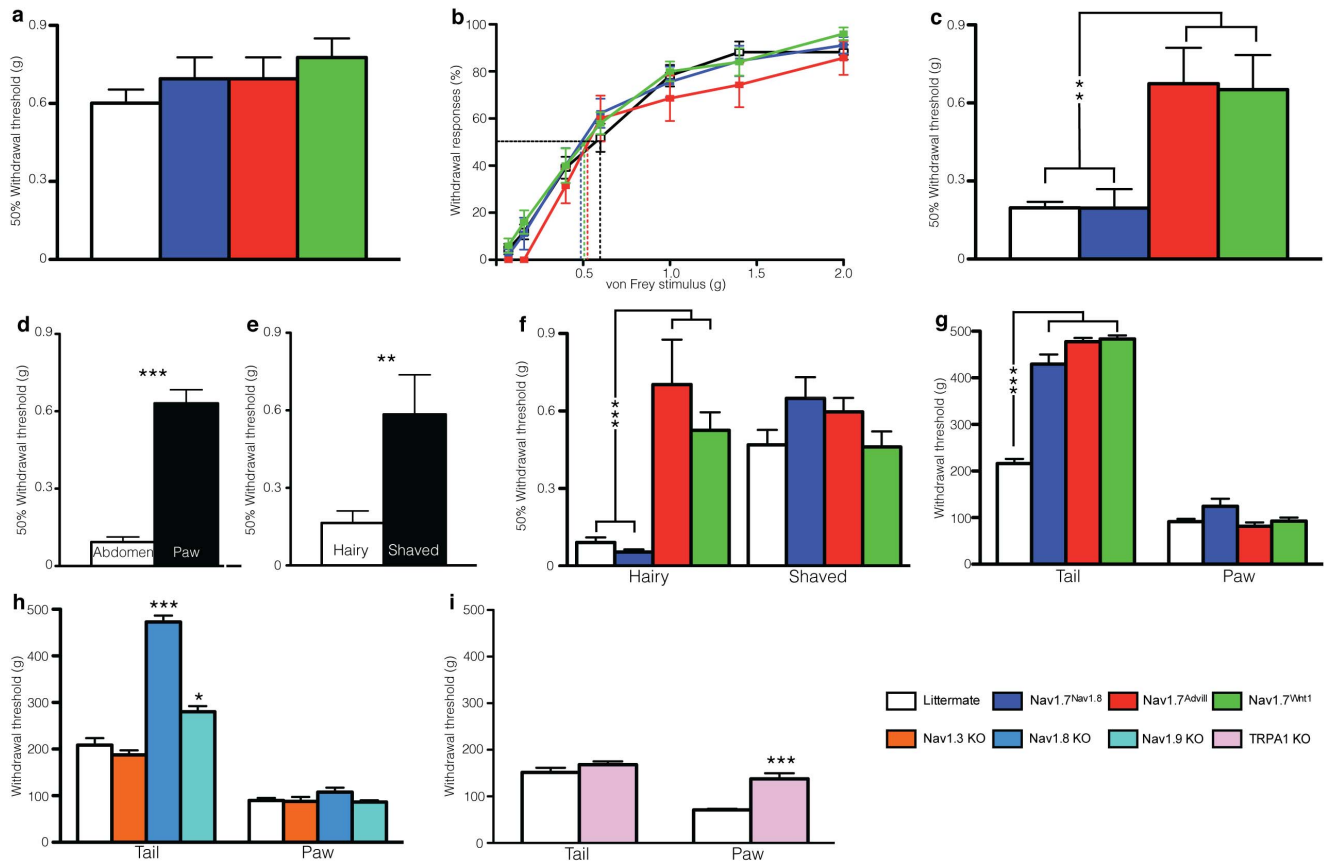 a
50% Withdrawal threshold (g)
0.9
0.6
0.3
0
b
Withdrawal responses (%)
100
80
60
40
20
0
0.5
1.0
1.5
2.0
von Frey stimulus (g)
c
50% Withdrawal threshold (g)
0.9
0.6
0.3
0
**
d
50% Withdrawal threshold (g)
0.9
0.6
0.3
0
***
Abdomen
Paw
e
50% Withdrawal threshold (g)
0.9
0.6
0.3
0
**
Hairy
Shaved
f
50% Withdrawal threshold (g)
0.9
0.6
0.3
0
***
Hairy
Shaved
g
Withdrawal threshold (g)
500
400
300
200
100
0
***
Tail
Paw
h
Withdrawal threshold (g)
500
400
300
200
100
0
***
*
Tail
Paw
i
Withdrawal threshold (g)
500
400
300
200
100
0
***
Tail
Paw
Littermate
Nav1.7Nav1.8
Nav1.7Advill
Nav1.7Wnt1
Nav1.3 KO
Nav1.8 KO
Nav1.9 KO
TRPA1 KO